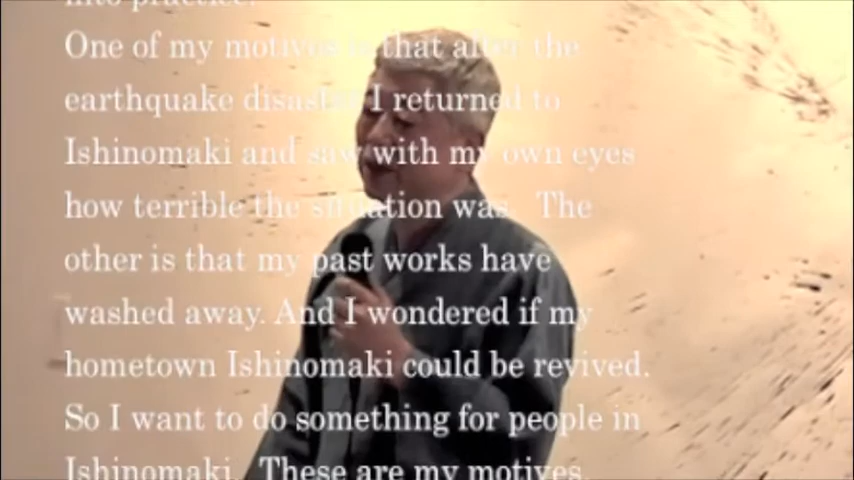 into practice.
One of my motives is that after the
earthquake disaster I returned to
Ishinomaki and saw with my own eyes
how terrible the situation was. The
other is that my past works have
washed away. And I wondered if my
hometown Ishinomaki could be revived.
So I want to do something for people in
Ishinomaki. These are my motives.